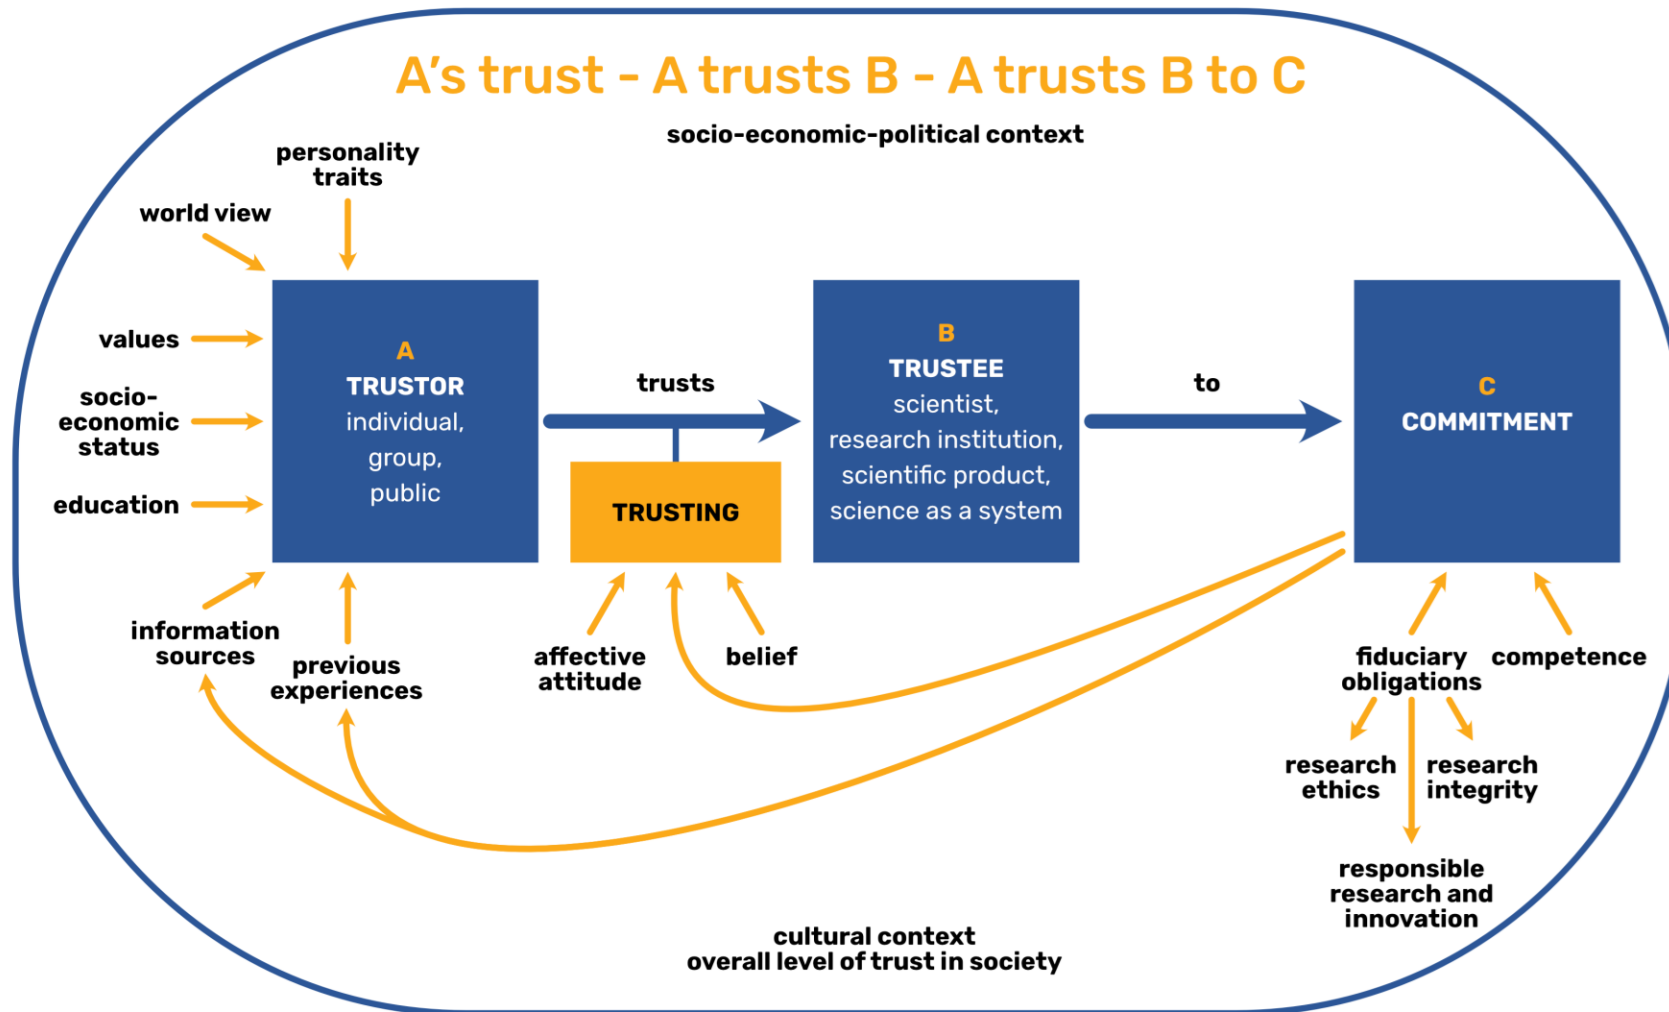 A's trust - A trusts B - A trusts B to C
socio-economic-political context
personality
traits
world view
values
socio-
economic
status
education
information
sources
previous
experiences
A
TRUSTOR
individual,
group,
public
trusts
TRUSTING
affective
attitude
belief
B
TRUSTEE
scientist,
research institution,
scientific product,
science as a system
to
C
COMMITMENT
fiduciary
obligations
competence
research
ethics
research
integrity
responsible
research and
innovation
cultural context
overall level of trust in society